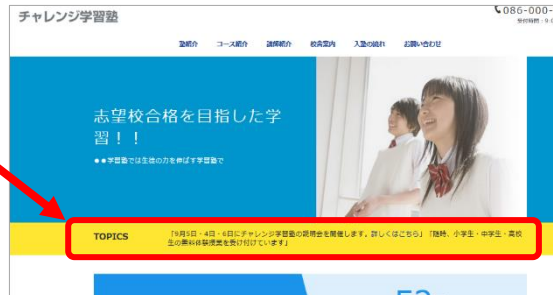 チャレンジ学習塾
086-000-
塾紹介 コース紹介 講師紹介 校舎案内 入塾の流れ お問い合わせ
志望校合格を目指した学
習！！
●●学習塾では生徒の力を伸ばす学習塾で
TOPICS
「9月5日・4日・6日にチャレンジ学習塾の説明会を開催します。詳しくはこちら」「随時、小学生・中学生・高校
生の無料体験授業を受け付けています」